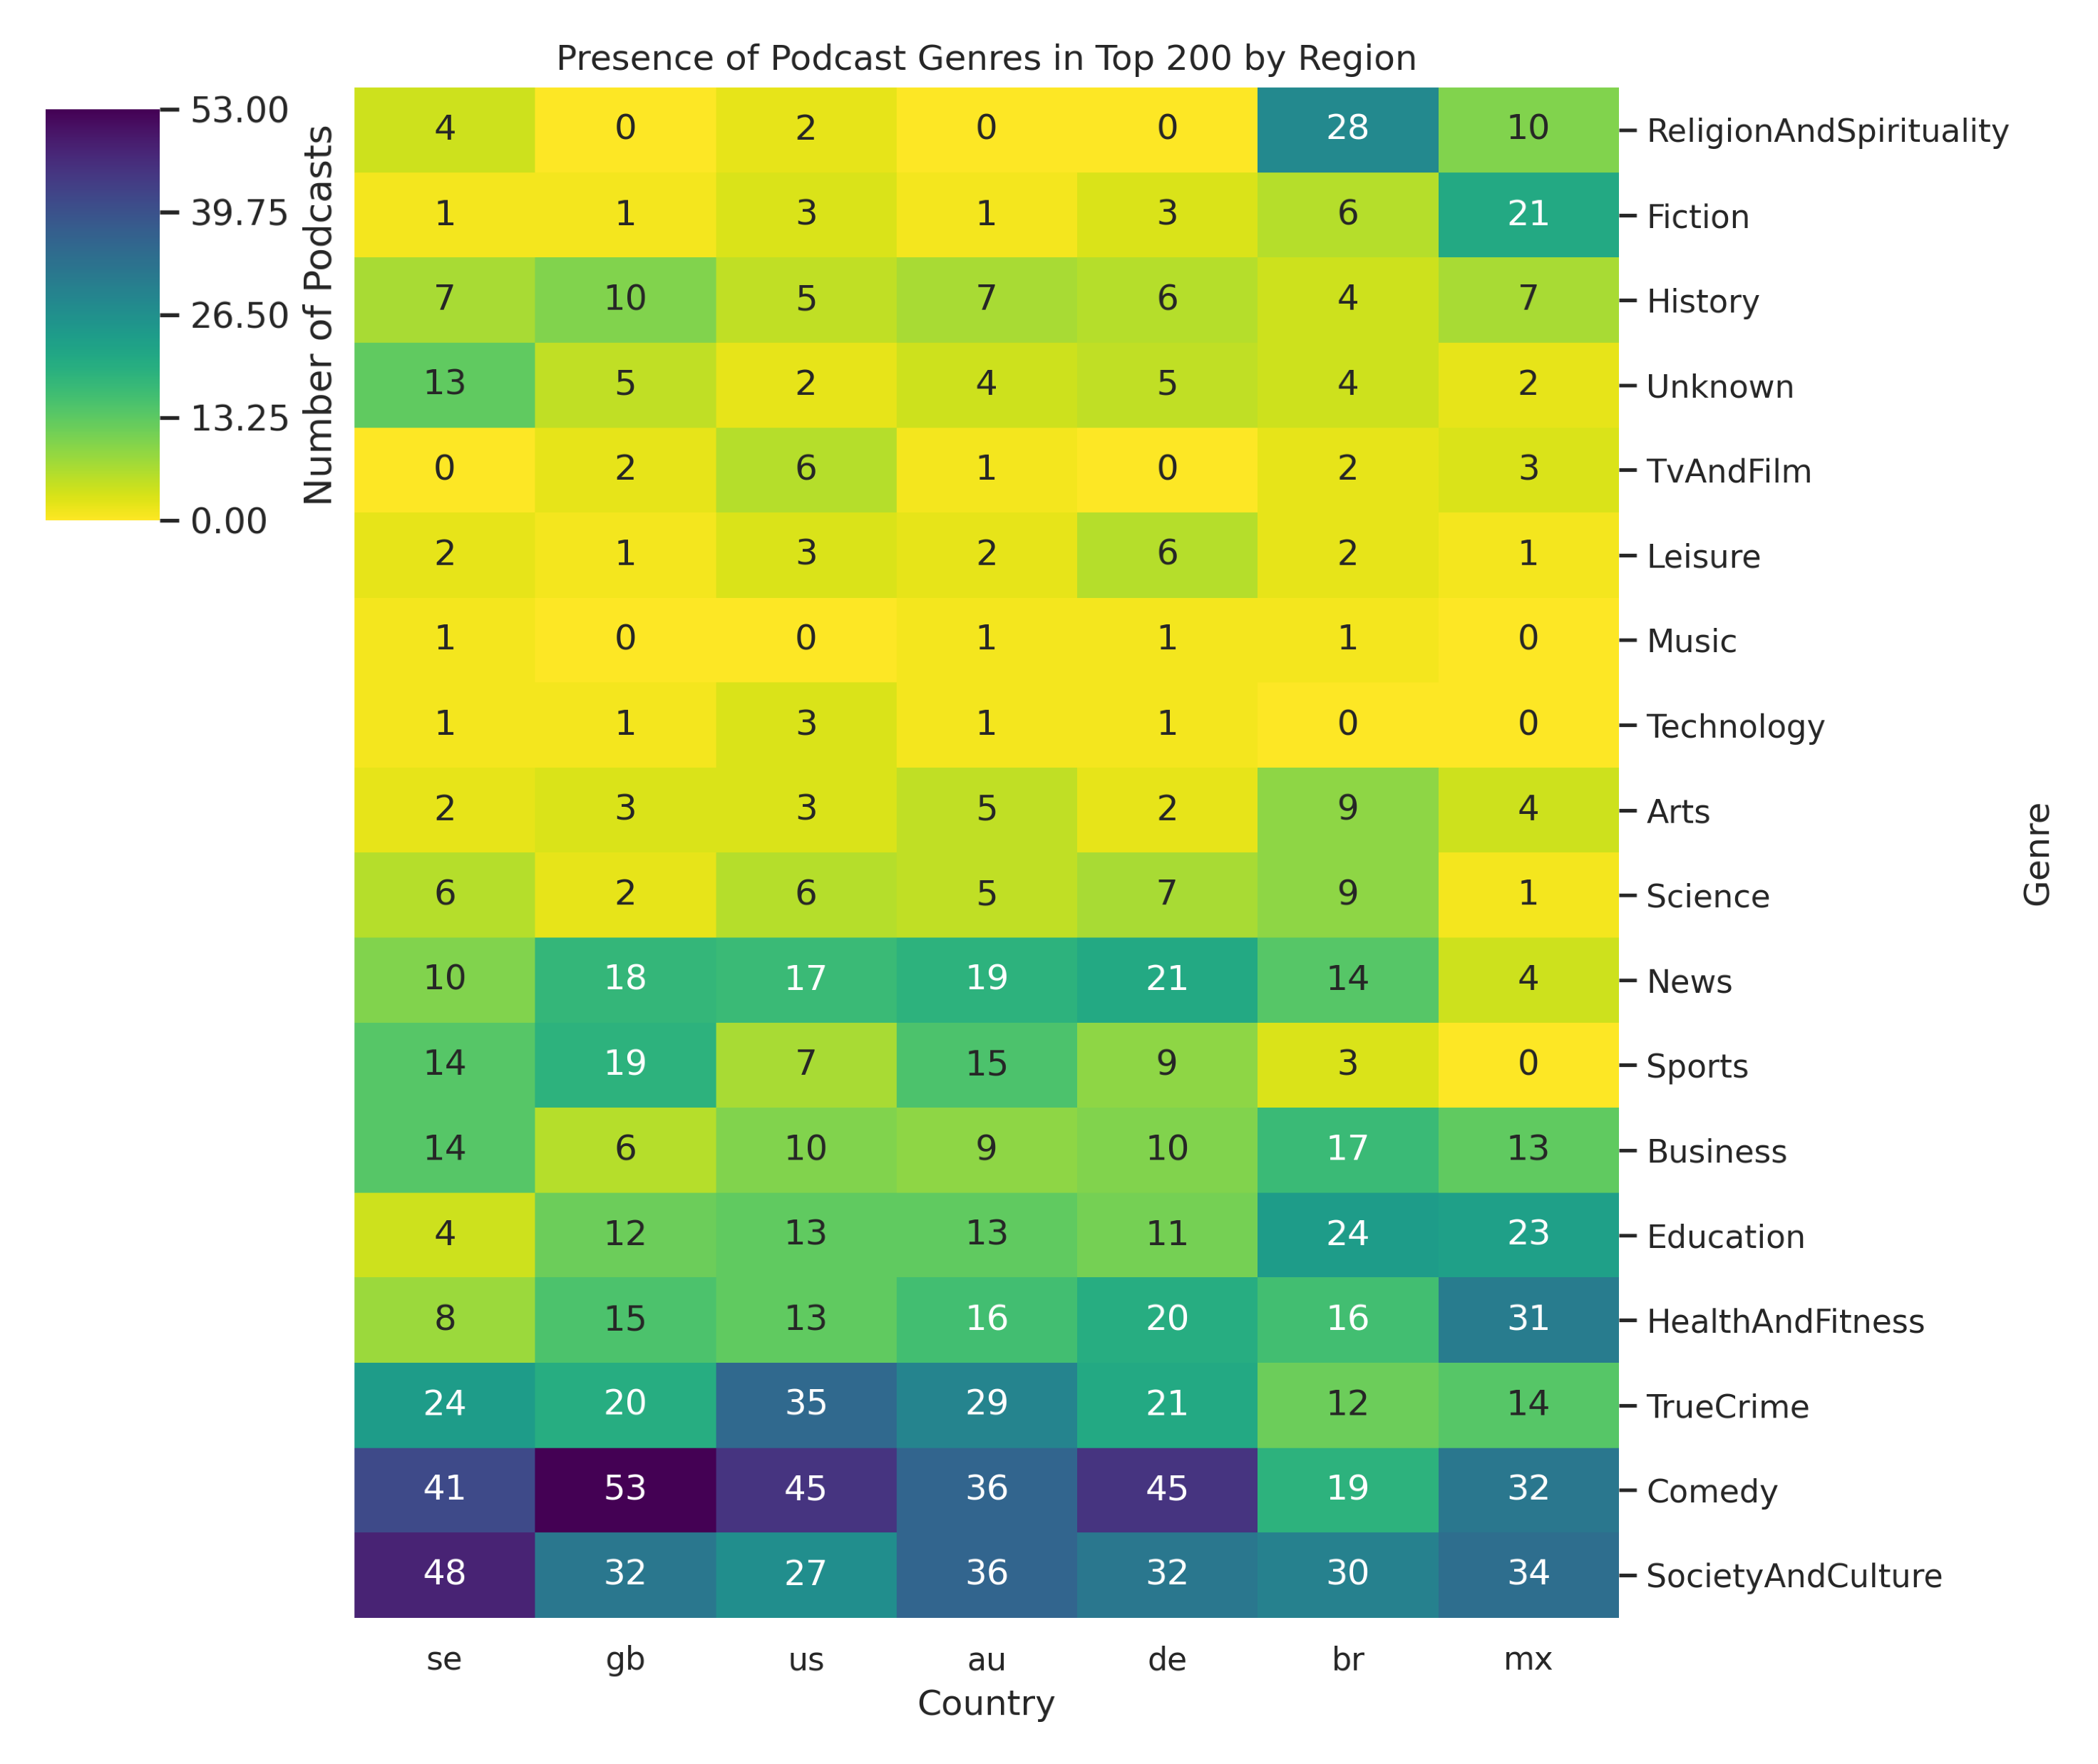 Presence of Podcast Genres in Top 200 by Region
53.00
39.75
26.50
13.25
0.00
Number of Podcasts
4 0 2 0 0 28 10 ReligionAndSpirituality
1 1 3 1 3 6 21 Fiction
7 10 5 7 6 4 7 History
13 5 2 4 5 4 2 Unknown
0 2 6 1 0 2 3 TvAndFilm
2 1 3 2 6 2 1 Leisure
1 0 0 1 1 1 0 Music
1 1 3 1 1 0 0 Technology
2 3 3 5 2 9 4 Arts
6 2 6 5 7 9 1 Science
10 18 17 19 21 14 4 News
14 19 7 15 9 3 0 Sports
14 6 10 9 10 17 13 Business
4 12 13 13 11 24 23 Education
8 15 13 16 20 16 31 HealthAndFitness
24 20 35 29 21 12 14 TrueCrime
41 53 45 36 45 19 32 Comedy
48 32 27 36 32 30 34 SocietyAndCulture
Genre
se gb us au de br mx
Country